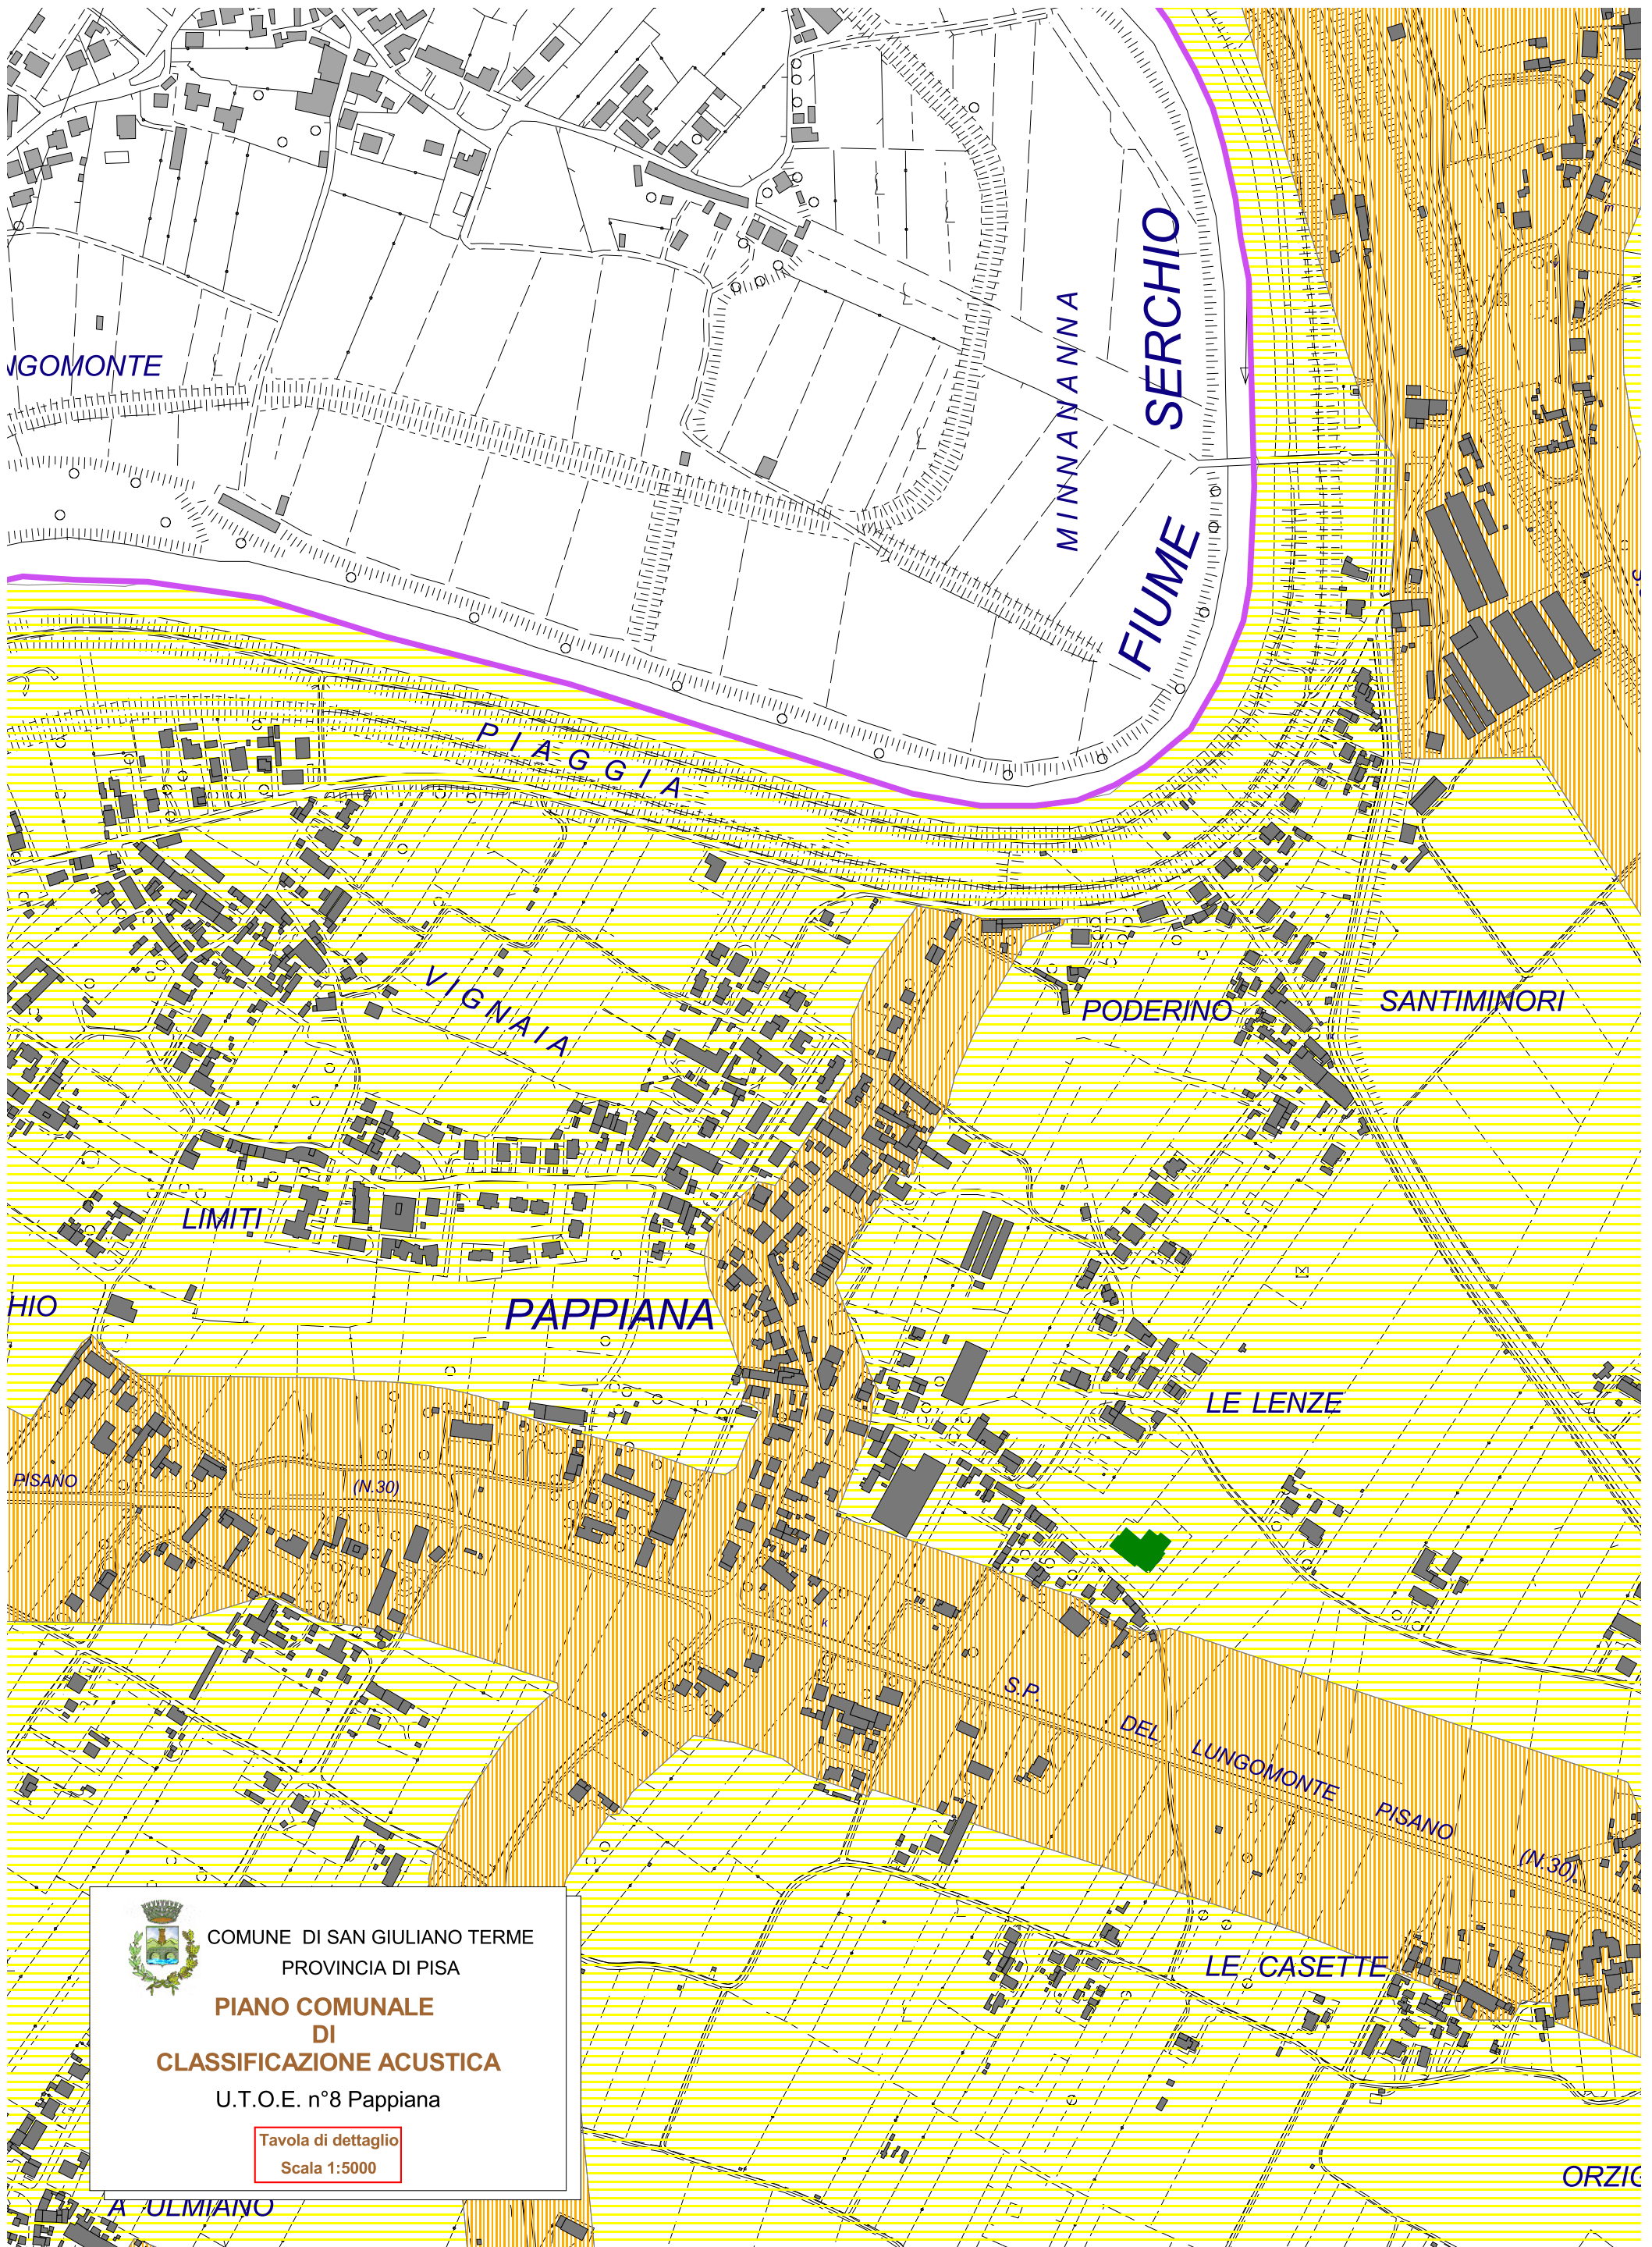 NGOMONTE
MINNANANNA
FIUME SERCHIO
PIAGGIA
VIGNAIA
PODERINO
SANTIMINORI
LIMITI
HIO
PAPPIANA
LE LENZE
PISANO
(N.30)
S.P.
DEL
LUNGOMONTE
PISANO
(N.30)
LE CASETTE
COMUNE DI SAN GIULIANO TERME
PROVINCIA DI PISA
PIANO COMUNALE
DI
CLASSIFICAZIONE ACUSTICA
U.T.O.E. n°8 Pappiana
Tavola di dettaglio
Scala 1:5000
A ULMIANO
ORZIG